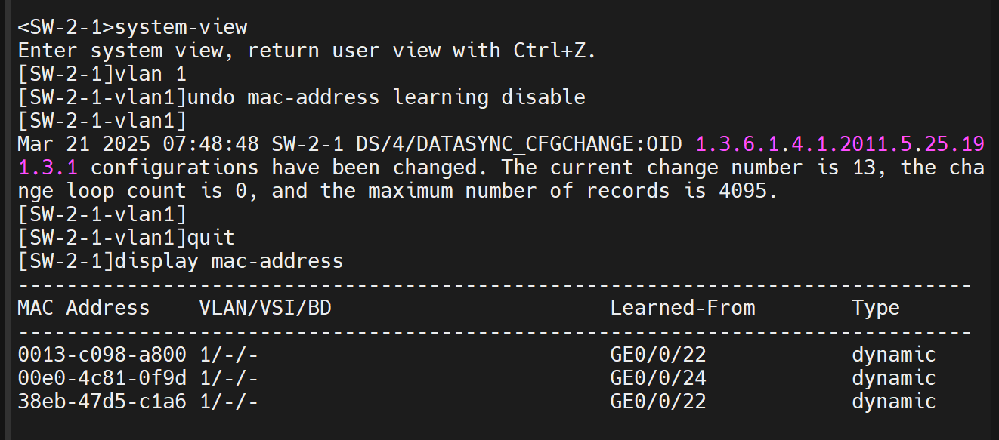 <SW-2-1>system-view
Enter system view, return user view with Ctrl+Z.
[SW-2-1]vlan 1
[SW-2-1-vlan1]undo mac-address learning disable
[SW-2-1-vlan1]
Mar 21 2025 07:48:48 SW-2-1 DS/4/DATASYNC_CFGCHANGE:OID 1.3.6.1.4.1.2011.5.25.19
1.3.1 configurations have been changed. The current change number is 13, the cha
nge loop count is 0, and the maximum number of records is 4095.
[SW-2-1-vlan1]
[SW-2-1-vlan1]quit
[SW-2-1]display mac-address
-------------------------------------------------------------------------------
MAC Address    VLAN/VSI/BD                       Learned-From        Type
-------------------------------------------------------------------------------
0013-c098-a800 1/-/-                             GE0/0/22            dynamic
00e0-4c81-0f9d 1/-/-                             GE0/0/24            dynamic
38eb-47d5-c1a6 1/-/-                             GE0/0/22            dynamic